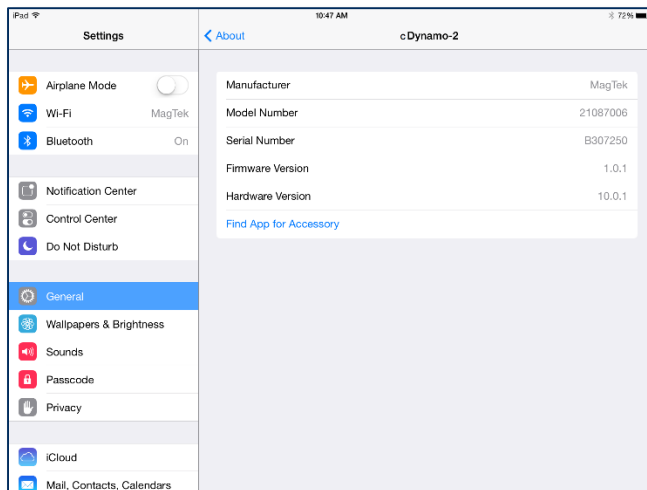 iPad 10:47 AM 72%
Settings
About cDynamo-2
Airplane Mode
Wi-Fi MagTek
Bluetooth On
Notification Center
Control Center
Do Not Disturb
General
Wallpapers & Brightness
Sounds
Passcode
Privacy
iCloud
Mail, Contacts, Calendars
Manufacturer MagTek
Model Number 21087006
Serial Number B307250
Firmware Version 1.0.1
Hardware Version 10.0.1
Find App for Accessory